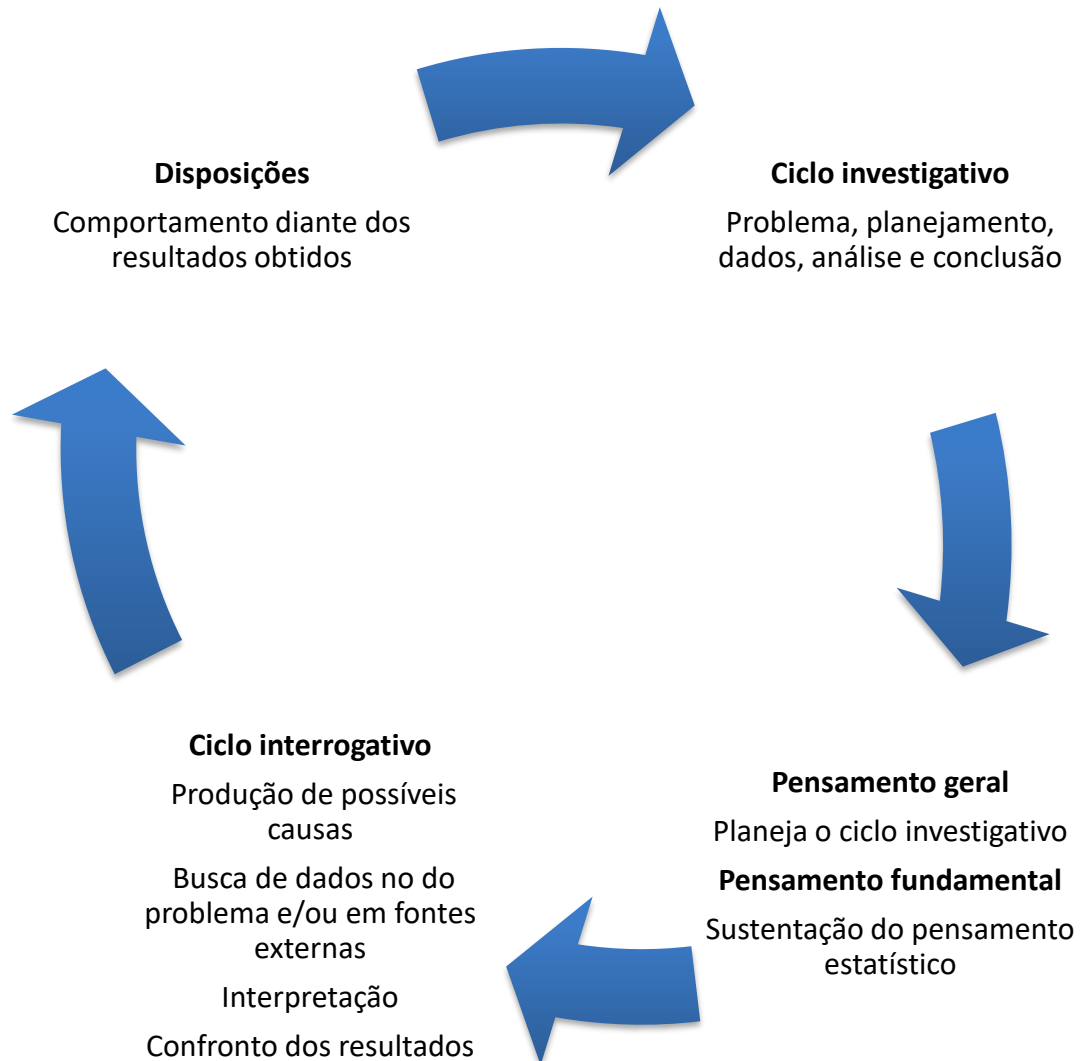 Disposições
Comportamento diante dos
resultados obtidos
Ciclo investigativo
Problema, planejamento,
dados, análise e conclusão
Pensamento geral
Planeja o ciclo investigativo
Pensamento fundamental
Sustentação do pensamento
estatístico
Ciclo interrogativo
Produção de possíveis
causas
Busca de dados no do
problema e/ou em fontes
externas
Interpretação
Confronto dos resultados